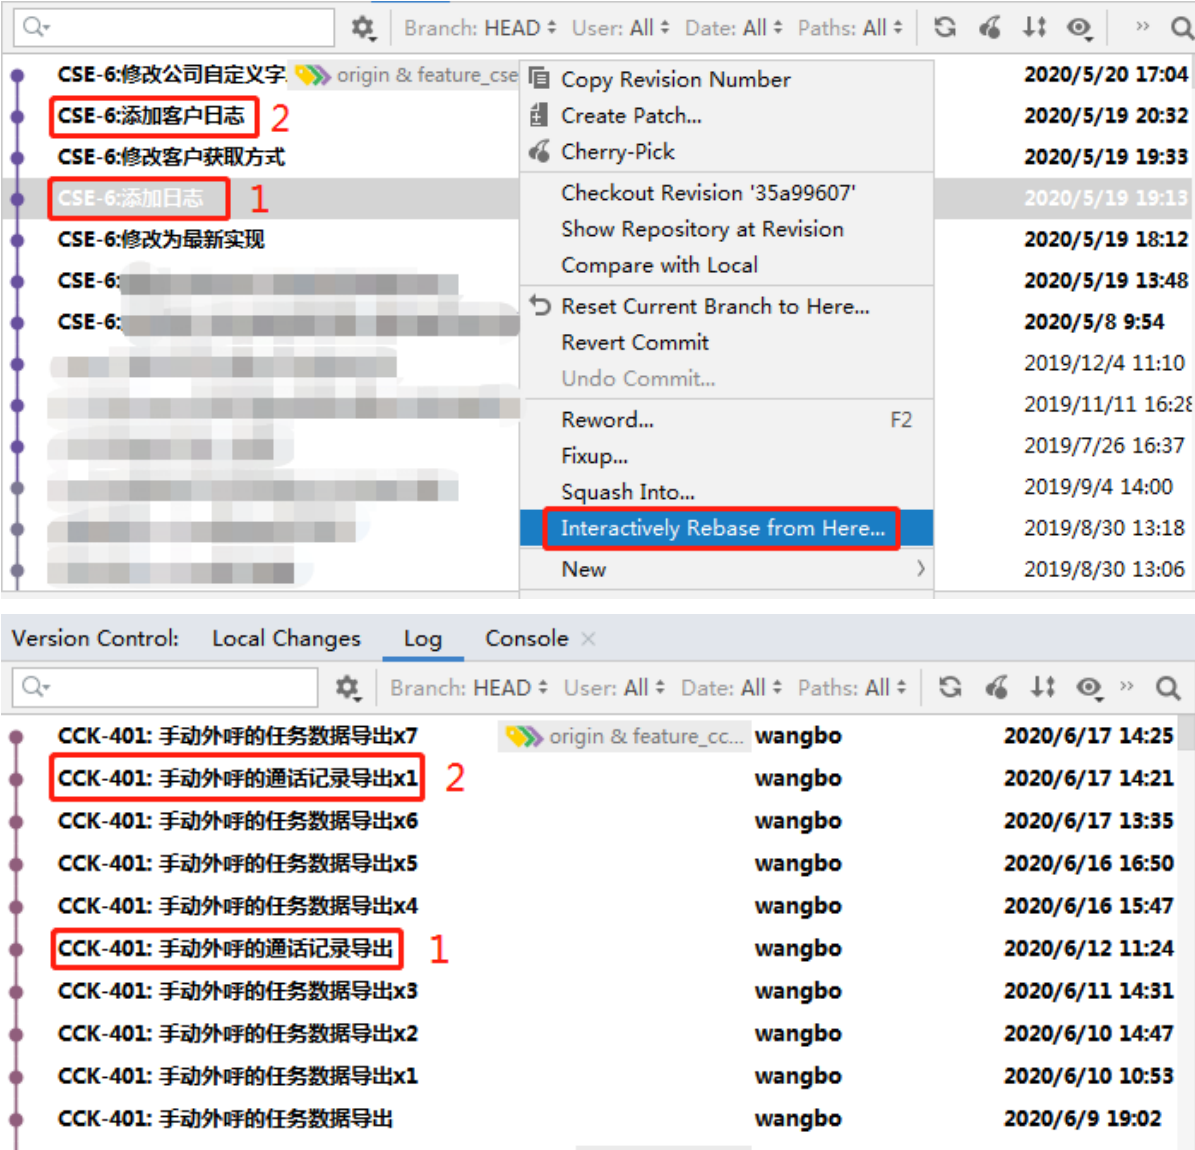 Branch: HEAD User: All Date: All Paths: All »
CSE-6:修改公司自定义字 origin & feature_cse 2020/5/20 17:04
CSE-6:添加客户日志 2 2020/5/19 20:32
CSE-6:修改客户获取方式 2020/5/19 19:33
CSE-6:添加日志 1 2020/5/19 19:13
CSE-6:修改为最新实现 2020/5/19 18:12
CSE-6: 2020/5/19 13:48
CSE-6: 2020/5/8 9:54
2019/12/4 11:10
2019/11/11 16:28
2019/7/26 16:37
2019/9/4 14:00
2019/8/30 13:18
2019/8/30 13:06
Copy Revision Number
Create Patch...
Cherry-Pick
Checkout Revision '35a99607'
Show Repository at Revision
Compare with Local
Reset Current Branch to Here...
Revert Commit
Undo Commit...
Reword... F2
Fixup...
Squash Into...
Interactively Rebase from Here...
New
Version Control: Local Changes Log Console
Branch: HEAD User: All Date: All Paths: All »
CCK-401: 手动外呼的任务数据导出x7 origin & feature_cc... wangbo 2020/6/17 14:25
CCK-401: 手动外呼的通话记录导出x1 2 wangbo 2020/6/17 14:21
CCK-401: 手动外呼的任务数据导出x6 wangbo 2020/6/17 13:35
CCK-401: 手动外呼的任务数据导出x5 wangbo 2020/6/16 16:50
CCK-401: 手动外呼的任务数据导出x4 wangbo 2020/6/16 15:47
CCK-401: 手动外呼的通话记录导出 1 wangbo 2020/6/12 11:24
CCK-401: 手动外呼的任务数据导出x3 wangbo 2020/6/11 14:31
CCK-401: 手动外呼的任务数据导出x2 wangbo 2020/6/10 14:47
CCK-401: 手动外呼的任务数据导出x1 wangbo 2020/6/10 10:53
CCK-401: 手动外呼的任务数据导出 wangbo 2020/6/9 19:02